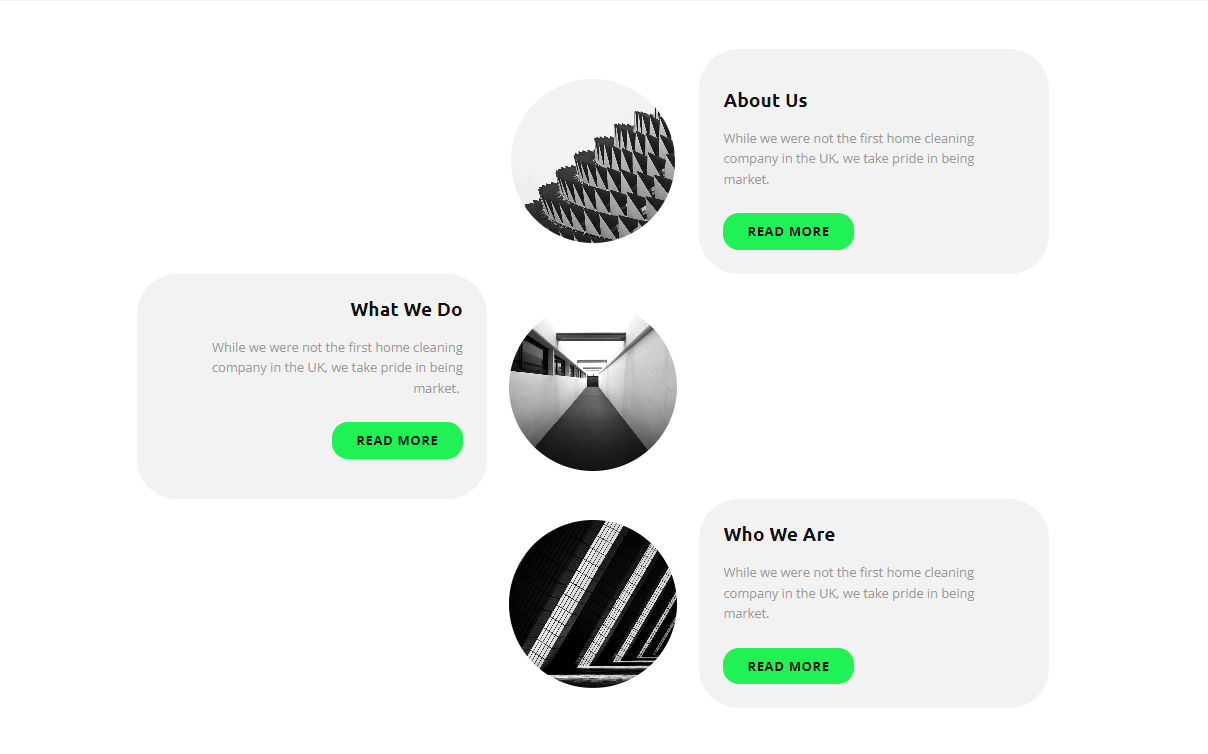 About Us
While we were not the first home cleaning
company in the UK, we take pride in being
market.
READ MORE
What We Do
While we were not the first home cleaning
company in the UK, we take pride in being
market.
READ MORE
Who We Are
While we were not the first home cleaning
company in the UK, we take pride in being
market.
READ MORE